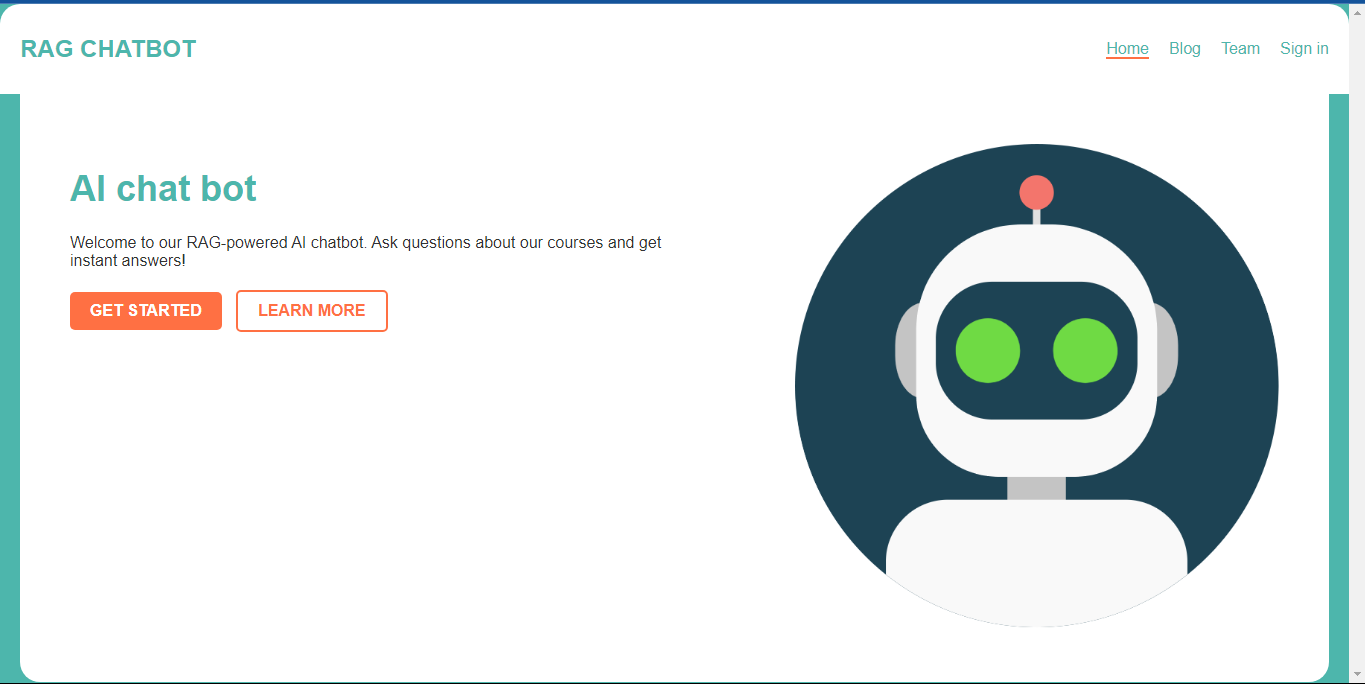 RAG CHATBOT
Home Blog Team Sign in
AI chat bot
Welcome to our RAG-powered AI chatbot. Ask questions about our courses and get
instant answers!
GET STARTED LEARN MORE